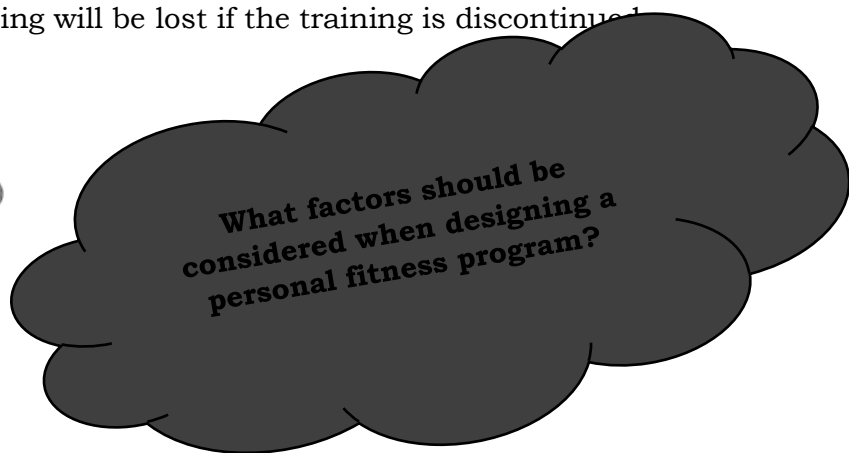 ing will be lost if the training is discontinued
What factors should be
considered when designing a
personal fitness program?